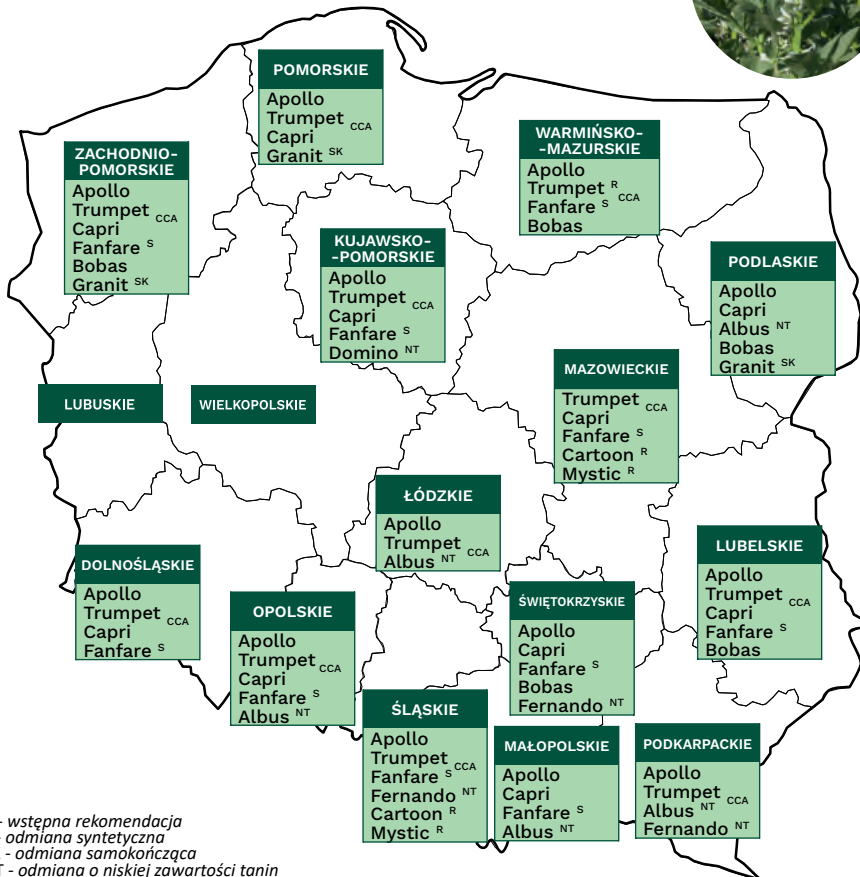 POMORSKIE
Apollo
Trumpet CCA
Capri
Granit SK
WARMIŃSKO-
-MAZURSKIE
Apollo
Trumpet R
Fanfare S CCA
Bobas
ZACHODNIO-
POMORSKIE
Apollo
Trumpet CCA
Capri
Fanfare S
Bobas
Granit SK
KUJAWSKO-
-POMORSKIE
Apollo
Trumpet CCA
Capri
Fanfare S
Domino NT
PODLASKIE
Apollo
Capri
Albus NT
Bobas
Granit SK
LUBUSKIE
WIELKOPOLSKIE
MAZOWIECKIE
Trumpet CCA
Capri
Fanfare S
Cartoon R
Mystic R
ŁÓDZKIE
Apollo
Trumpet
Albus NT CCA
LUBELSKIE
Apollo
Trumpet CCA
Capri
Fanfare S
Bobas
DOLNOŚLĄSKIE
Apollo
Trumpet CCA
Capri
Fanfare S
OPOLSKIE
Apollo
Trumpet CCA
Capri
Fanfare S
Albus NT
ŚWIĘTOKRZYSKIE
Apollo
Capri
Fanfare S
Bobas
Fernando NT
ŚLĄSKIE
Apollo
Trumpet
Fanfare S CCA
Fernando NT
Cartoon R
Mystic R
MAŁOPOLSKIE
Apollo
Capri
Fanfare S
Albus NT
PODKARPACKIE
Apollo
Trumpet
Albus NT CCA
Fernando NT
- wstępna rekomendacja
- odmiana syntetyczna
- odmiana samokończąca
T - odmiana o niskiej zawartości tanin